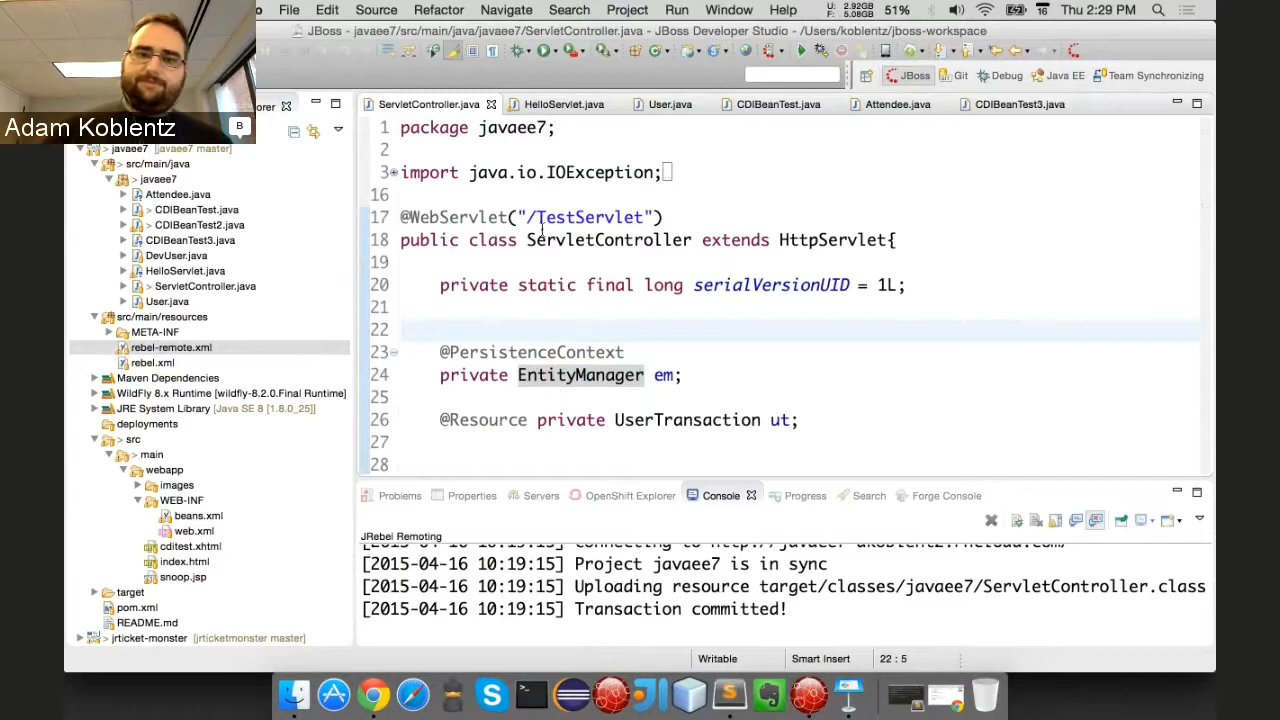 Edit Source Refactor Navigate Search Project Run Window Help U: 2.92GB F: 5.08GB 51% 16 Thu 2:29 PM
JBoss - javaee7/src/main/java/javaee7/ServletController.java - JBoss Developer Studio - /Users/koblentz/jboss-workspace
JBoss Git Debug Java EE Team Synchronizing
Adam Koblentz
B
orer
ServletController.java HelloServlet.java User.java CDIBeanTest.java Attendee.java CDIBeanTest3.java
> javaee7 [javaee7 master]
> src/main/java
> javaee7
Attendee.java
> CDIBeanTest.java
> CDIBeanTest2.java
CDIBeanTest3.java
DevUser.java
HelloServlet.java
> ServletController.java
User.java
src/main/resources
META-INF
rebel-remote.xml
rebel.xml
Maven Dependencies
WildFly 8.x Runtime [wildfly-8.2.0.Final Runtime]
JRE System Library [Java SE 8 [1.8.0_25]]
deployments
> src
> main
webapp
images
WEB-INF
beans.xml
web.xml
cditest.xhtml
index.html
snoop.jsp
target
pom.xml
README.md
> jrticket-monster [jrticketmonster master]
1 package javaee7;
2
3 import java.io.IOException;
16
17 @WebServlet("/TestServlet")
18 public class ServletController extends HttpServlet{
19
20 private static final long serialVersionUID = 1L;
21
22
23 @PersistenceContext
24 private EntityManager em;
25
26 @Resource private UserTransaction ut;
27
28
Problems Properties Servers OpenShift Explorer Console Progress Search Forge Console
JRebel Remoting
[2015-04-16 10:19:15] Project javaee7 is in sync
[2015-04-16 10:19:15] Uploading resource target/classes/javaee7/ServletController.class
[2015-04-16 10:19:15] Transaction committed!
Writable Smart Insert 22 : 5